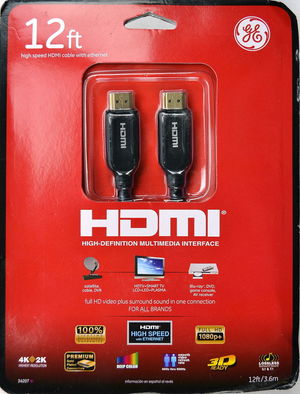 12ft
high speed HDMI cable with ethernet
GE
HDMI
HDMI
HDMI®
HIGH-DEFINITION MULTIMEDIA INTERFACE
satellite, cable, DVR
HDTV•SMART TV
LCD•LED•PLASMA
Blu-ray®, DVD,
game console,
AV receiver
full HD video plus surround sound in one connection
FOR ALL BRANDS
100%
HDMI
HIGH SPEED
with ETHERNET
FULL HD
1080p+
4K•2K
PREMIUM
DEEP COLOR
3D READY
LOSSLESS
34207
información en español al revés
12ft/3.6m